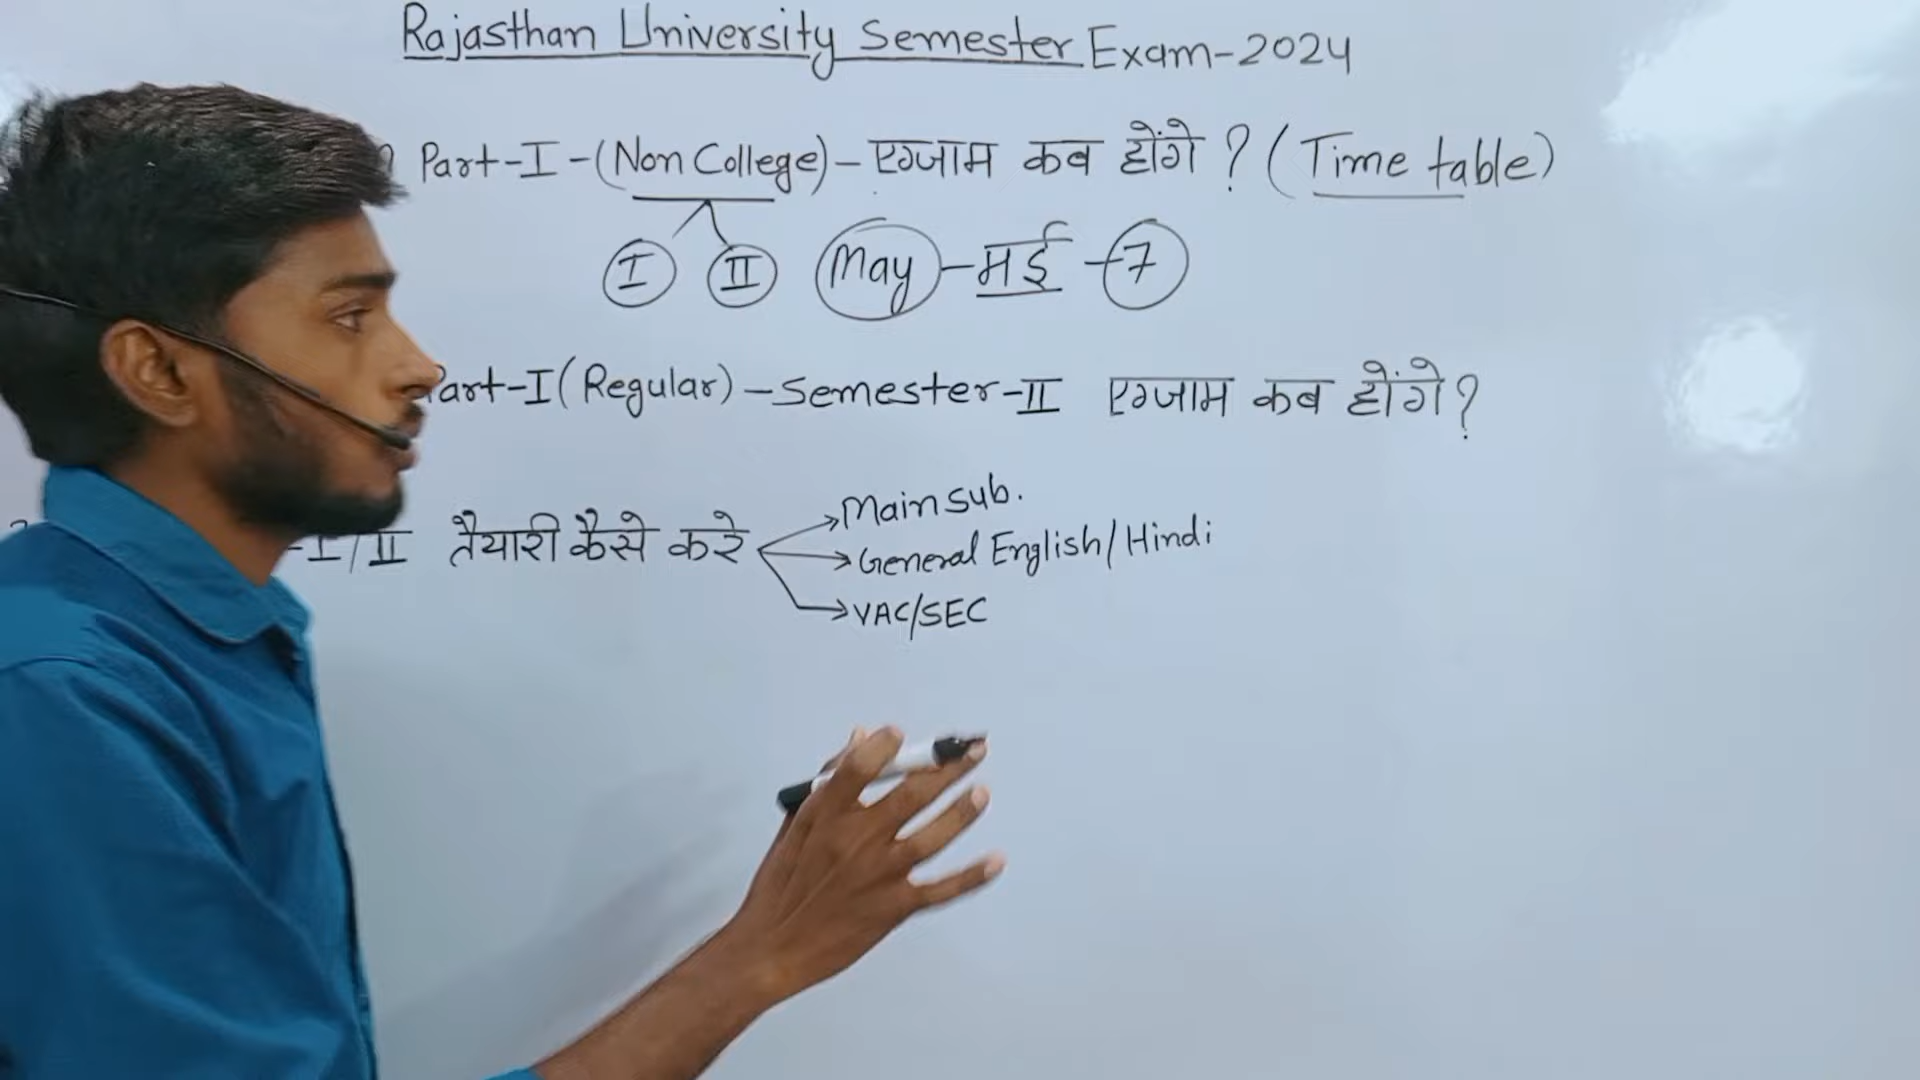 Rajasthan University Semester Exam-2024
Part-I-(Non College)-एग्जाम कब होंगे ? (Time table)
I II May-मई-7
Part-I(Regular)-Semester-II एग्जाम कब होंगे?
-I/II तैयारी कैसे करे
→Main sub.
→General English/Hindi
→VAC/SEC